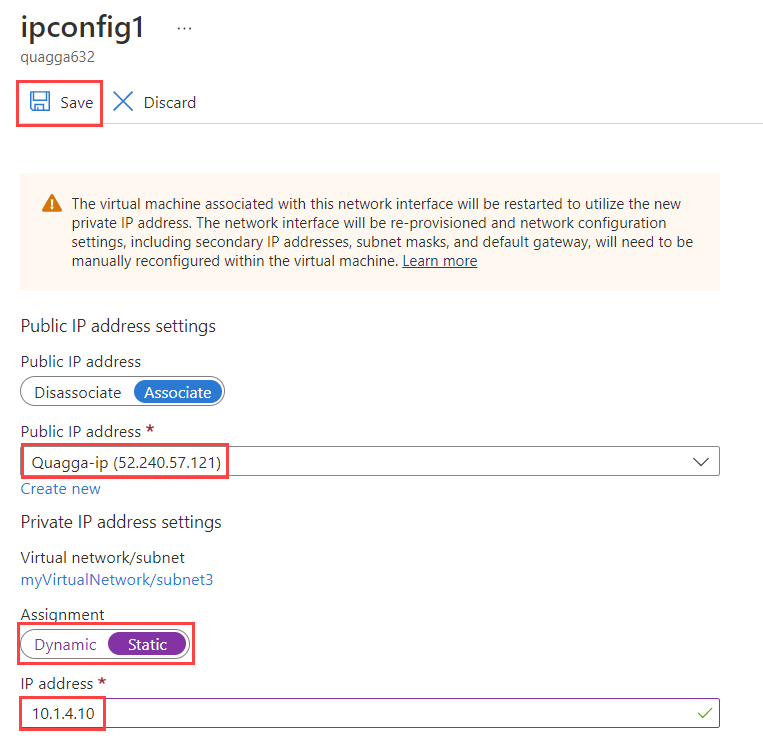 ipconfig1 ...
quagga632
Save Discard
The virtual machine associated with this network interface will be restarted to utilize the new
private IP address. The network interface will be re-provisioned and network configuration
settings, including secondary IP addresses, subnet masks, and default gateway, will need to be
manually reconfigured within the virtual machine. Learn more
Public IP address settings
Public IP address
Disassociate Associate
Public IP address *
Quagga-ip (52.240.57.121)
Create new
Private IP address settings
Virtual network/subnet
myVirtualNetwork/subnet3
Assignment
Dynamic Static
IP address *
10.1.4.10